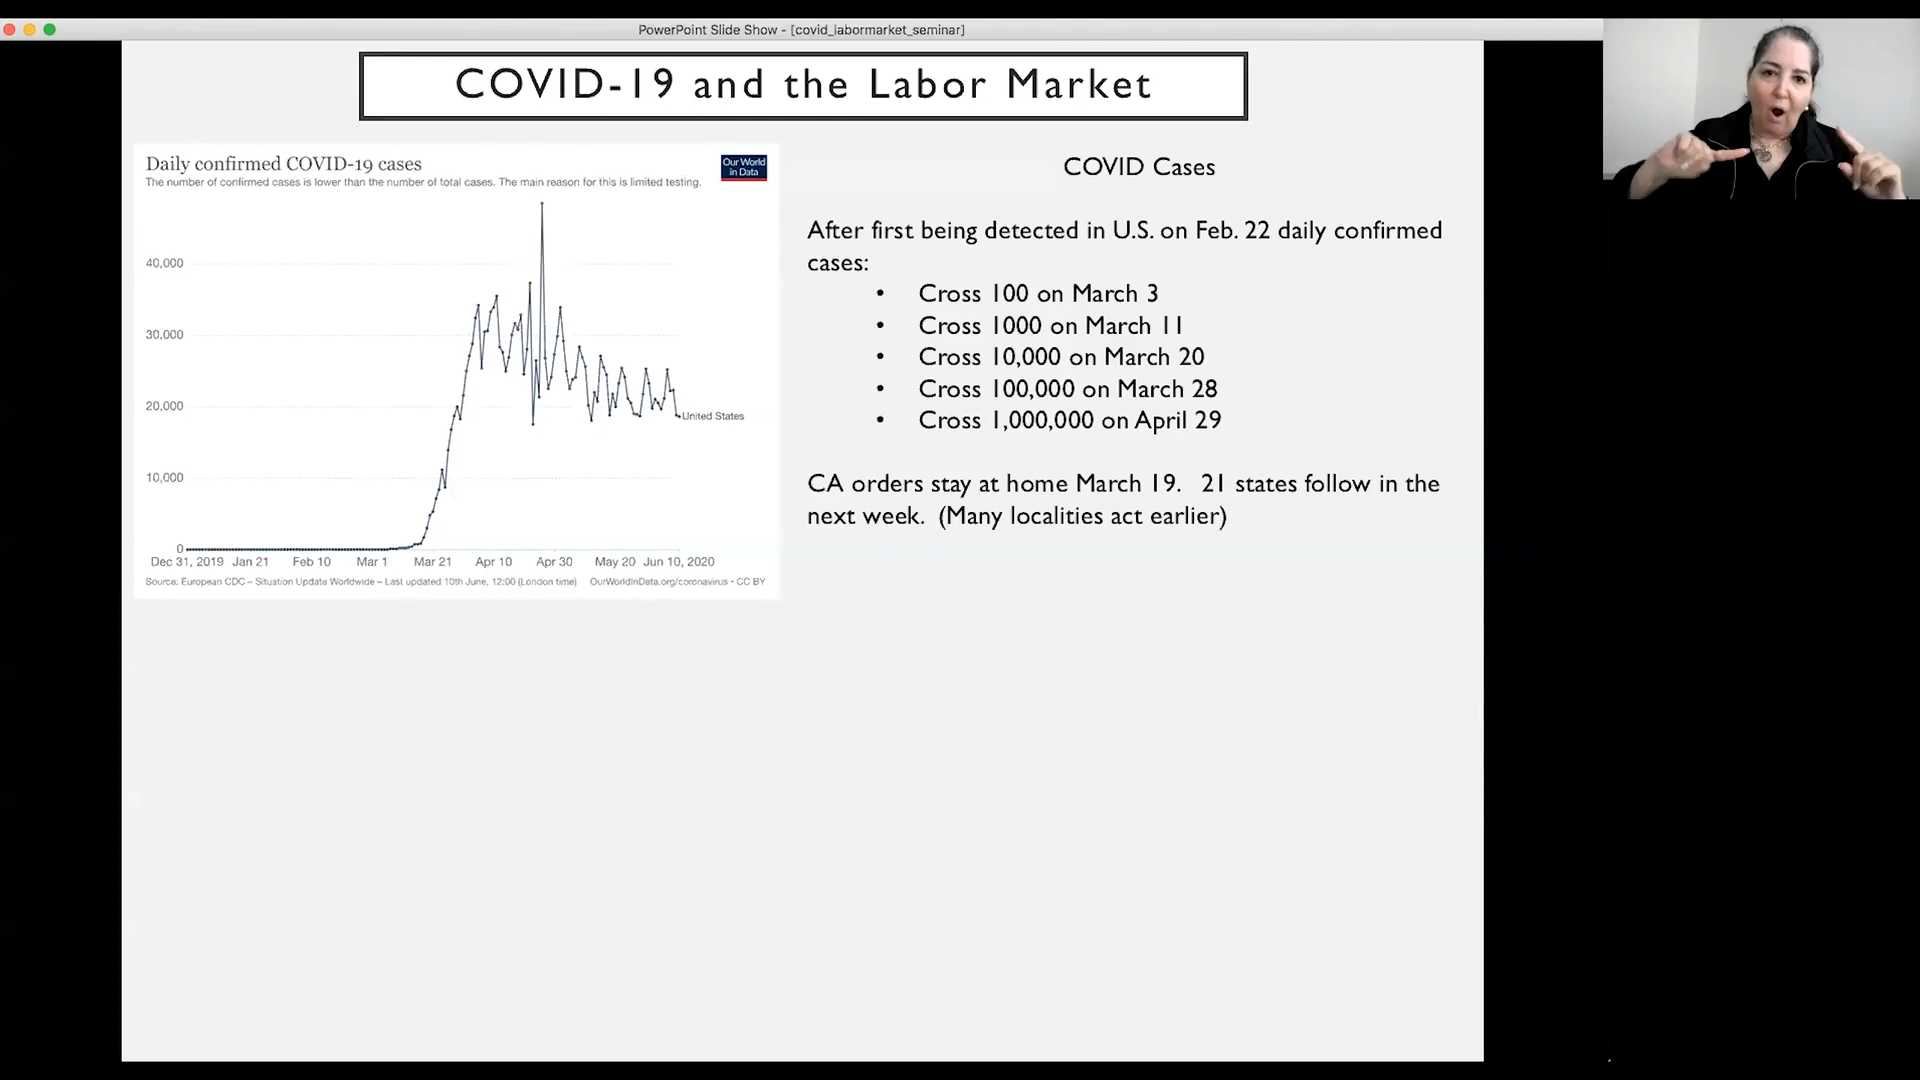 PowerPoint Slide Show - [covid_labormarket_seminar]
COVID-19 and the Labor Market
Daily confirmed COVID-19 cases
The number of confirmed cases is lower than the number of total cases. The main reason for this is limited testing.
Our World
in Data
40,000
30,000
20,000
10,000
0
United States
Dec 31, 2019 Jan 21 Feb 10 Mar 1 Mar 21 Apr 10 Apr 30 May 20 Jun 10, 2020
Source: European CDC – Situation Update Worldwide – Last updated 10th June, 12:00 (London time) OurWorldInData.org/coronavirus • CC BY
COVID Cases
After first being detected in U.S. on Feb. 22 daily confirmed
cases:
• Cross 100 on March 3
• Cross 1000 on March 11
• Cross 10,000 on March 20
• Cross 100,000 on March 28
• Cross 1,000,000 on April 29
CA orders stay at home March 19. 21 states follow in the
next week. (Many localities act earlier)